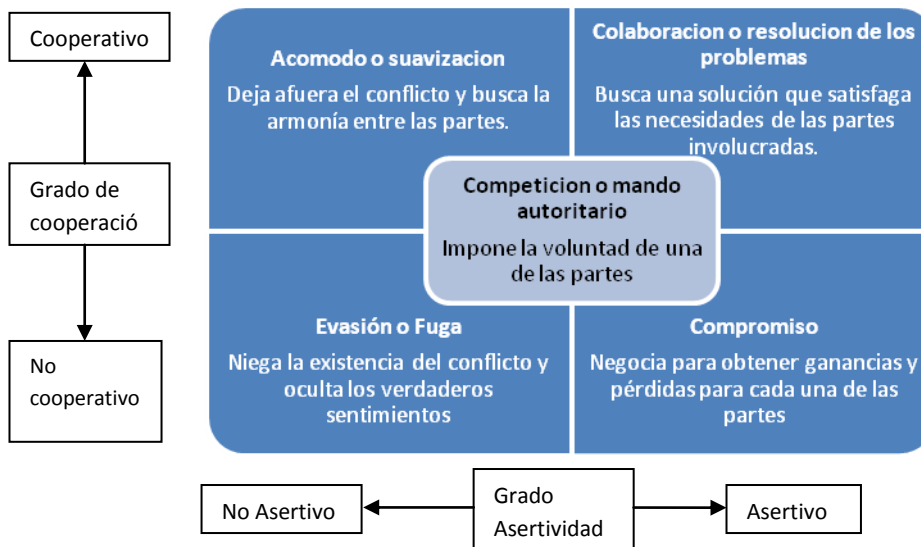 Cooperativo
Grado de
cooperació
No
cooperativo
Acomodo o suavizacion
Deja afuera el conflicto y busca la
armonía entre las partes.
Colaboracion o resolucion de los
problemas
Busca una solución que satisfaga
las necesidades de las partes
involucradas.
Competicion o mando
autoritario
Impone la voluntad de una
de las partes
Evasión o Fuga
Niega la existencia del conflicto y
oculta los verdaderos
sentimientos
Compromiso
Negocia para obtener ganancias y
pérdidas para cada una de las
partes
No Asertivo
Grado
Asertividad
Asertivo